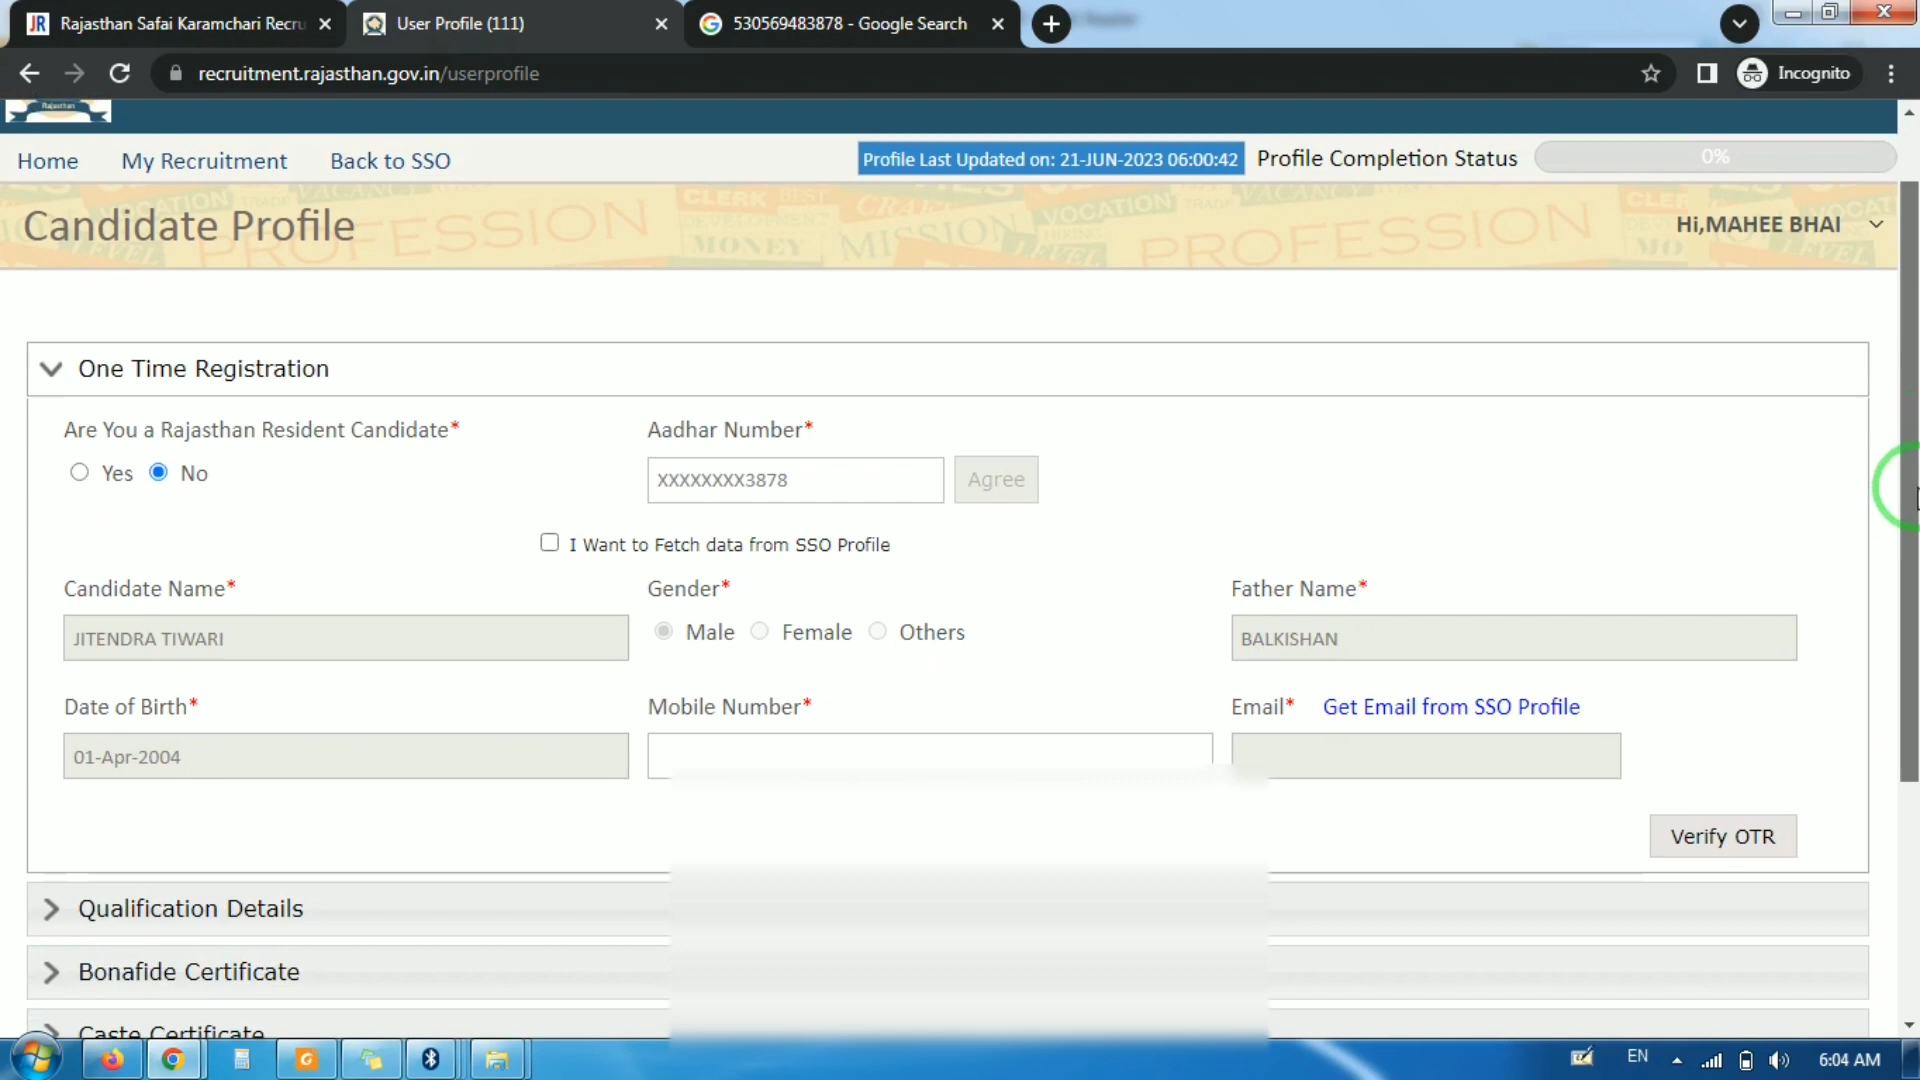 Rajasthan Safai Karamchari Recru
User Profile (111)
530569483878 - Google Search
recruitment.rajasthan.gov.in/userprofile
Incognito
Rajasthan
Home
My Recruitment
Back to SSO
Profile Last Updated on: 21-JUN-2023 06:00:42
Profile Completion Status
0%
Candidate Profile
Hi,MAHEE BHAI
One Time Registration
Are You a Rajasthan Resident Candidate*
Aadhar Number*
Yes
No
XXXXXXXX3878
Agree
I Want to Fetch data from SSO Profile
Candidate Name*
Gender*
Father Name*
JITENDRA TIWARI
Male
Female
Others
BALKISHAN
Date of Birth*
Mobile Number*
Email*
Get Email from SSO Profile
01-Apr-2004
Verify OTR
Qualification Details
Bonafide Certificate
Caste Certificate
EN
6:04 AM